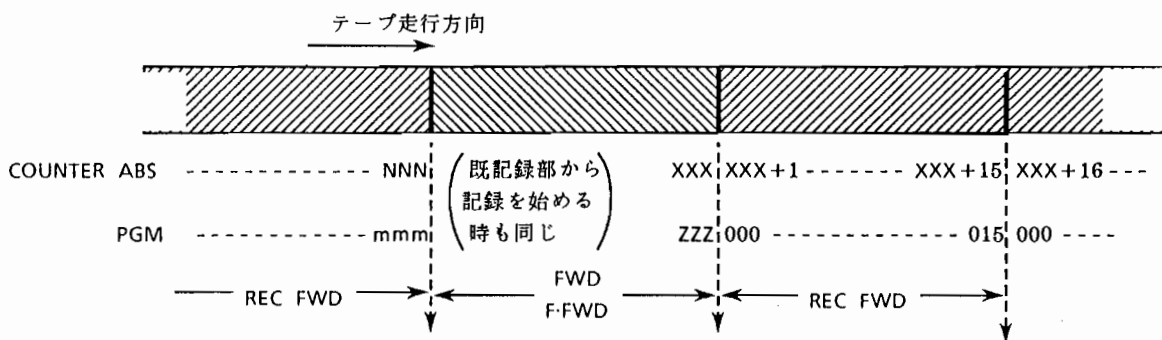 テープ走行方向
COUNTER ABS ---------------- NNN (既記録部から XXX XXX+1 ------- XXX+15 XXX+16 ---
記録を始める
PGM ---------------- mmm 時も同じ) ZZZ 000 --------------- 015 000 ----
REC FWD FWD REC FWD
F·FWD